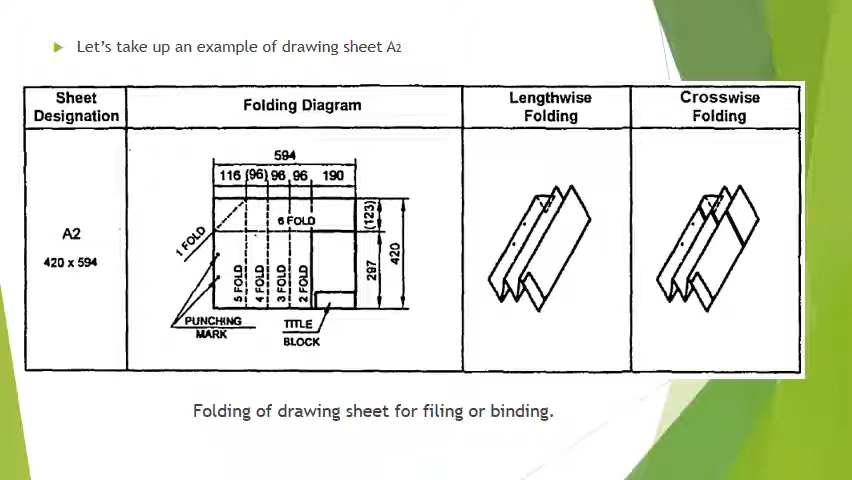 Let's take up an example of drawing sheet A2
Sheet Designation
Folding Diagram
Lengthwise Folding
Crosswise Folding
A2
420 x 594
594
116 (96) 96 96 190
6 FOLD
(123)
1 FOLD
420
297
5 FOLD
4 FOLD
3 FOLD
2 FOLD
PUNCHING MARK
TITLE BLOCK
Folding of drawing sheet for filing or binding.